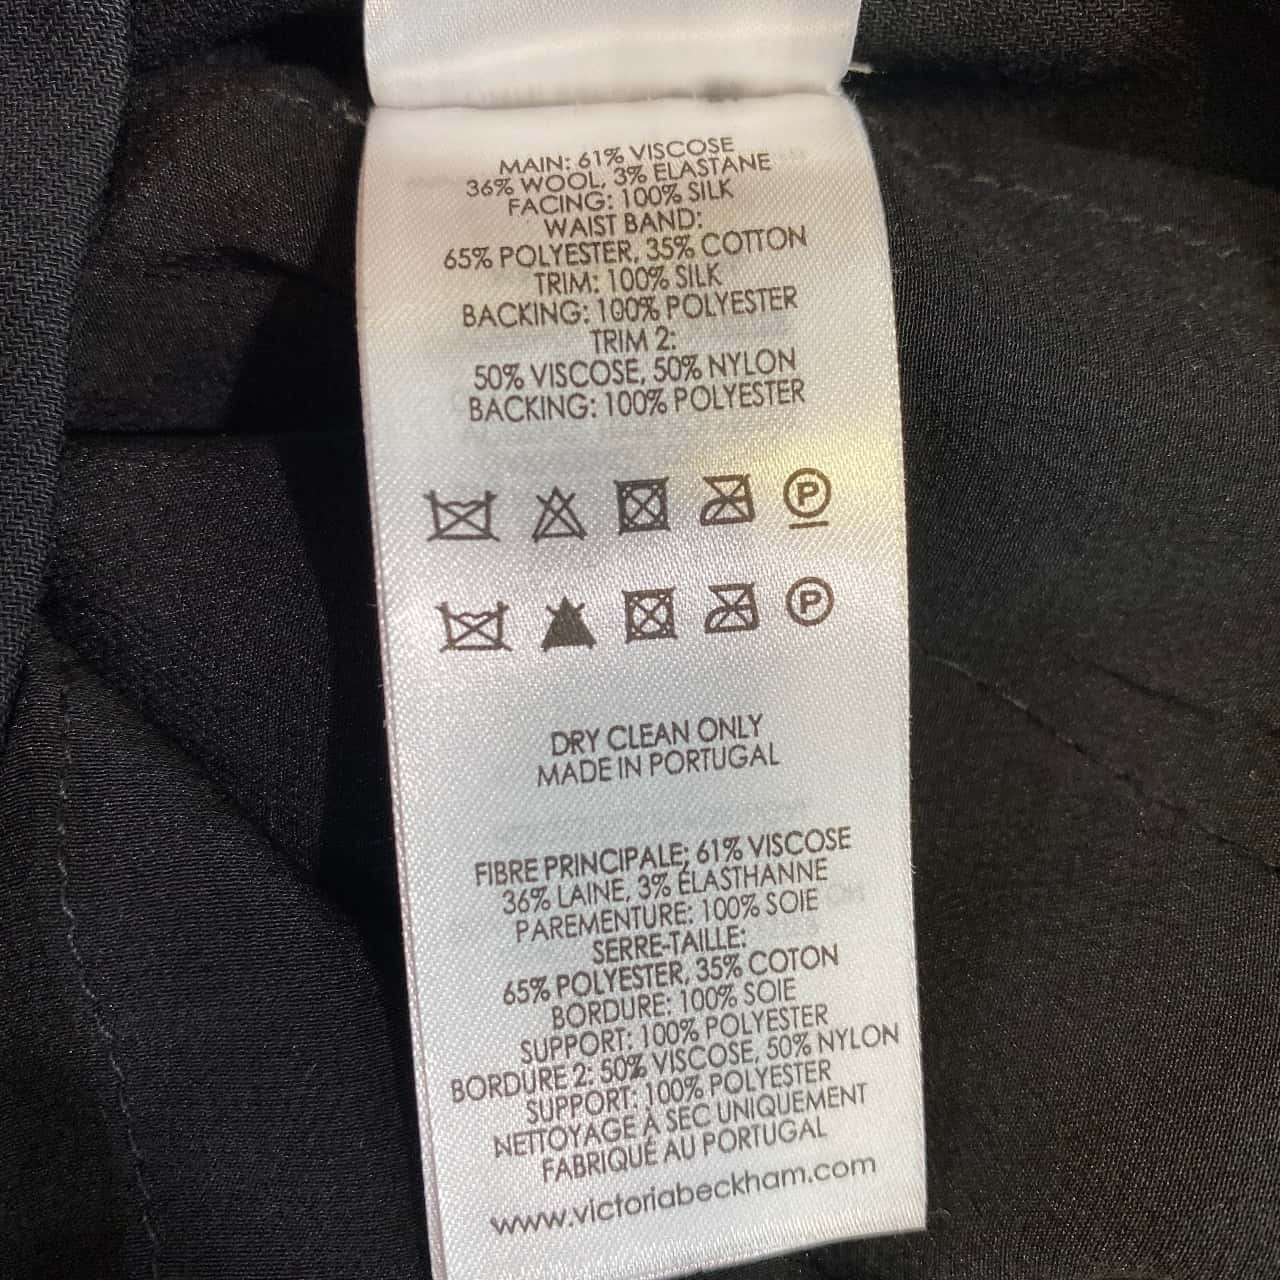 MAIN: 61% VISCOSE
36% WOOL, 3% ELASTANE
FACING: 100% SILK
WAIST BAND:
65% POLYESTER, 35% COTTON
TRIM: 100% SILK
BACKING: 100% POLYESTER
TRIM 2:
50% VISCOSE, 50% NYLON
BACKING: 100% POLYESTER
P
P
DRY CLEAN ONLY
MADE IN PORTUGAL
FIBRE PRINCIPALE; 61% VISCOSE
36% LAINE, 3% ÉLASTHANNE
PAREMENTURE: 100% SOIE
SERRE-TAILLE:
65% POLYESTER, 35% COTON
BORDURE: 100% SOIE
SUPPORT: 100% POLYESTER
BORDURE 2: 50% VISCOSE, 50% NYLON
SUPPORT: 100% POLYESTER
NETTOYAGE À SEC UNIQUEMENT
FABRIQUÉ AU PORTUGAL
www.victoriabeckham.com